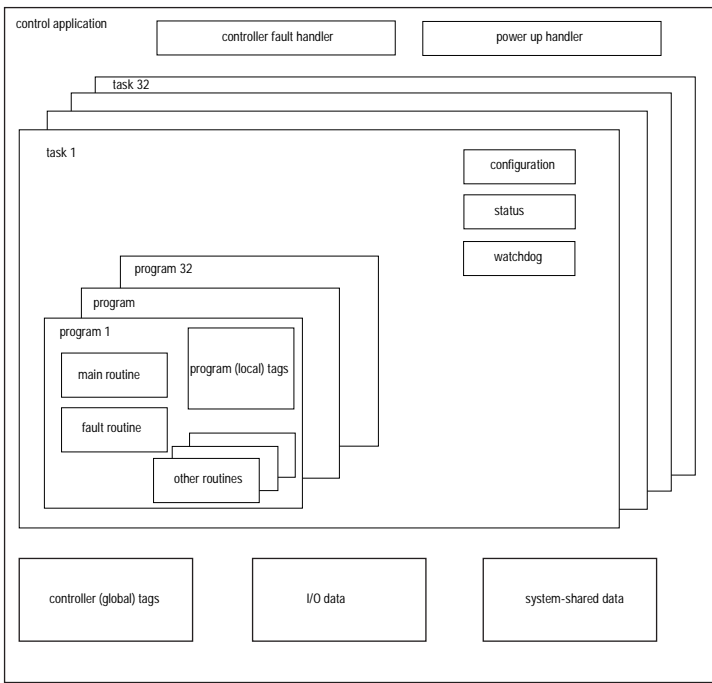 control application
controller fault handler
power up handler
task 32
task 1
configuration
status
watchdog
program 32
program
program 1
program (local) tags
main routine
fault routine
other routines
controller (global) tags
I/O data
system-shared data